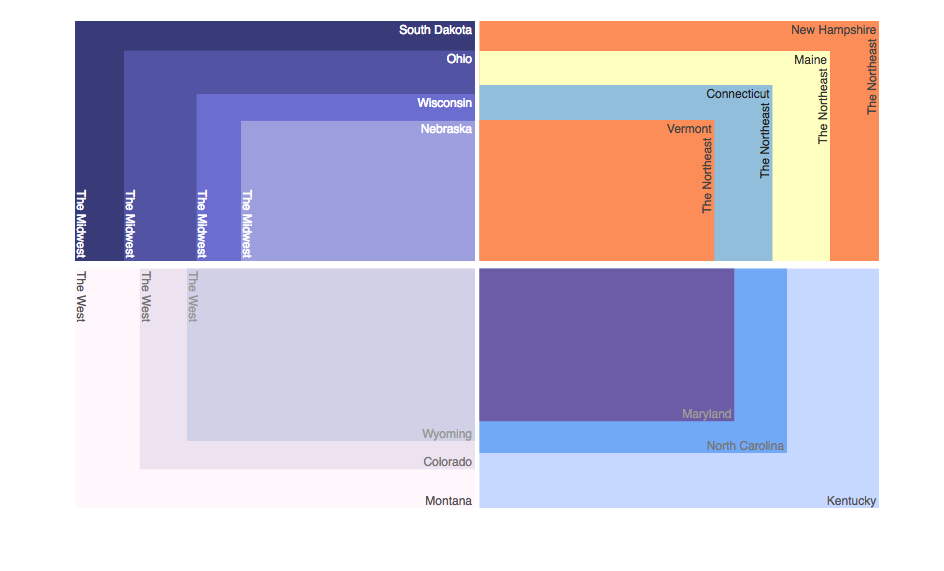 South Dakota
Ohio
Wisconsin
Nebraska
The Midwest
The Midwest
The Midwest
The Midwest
New Hampshire
Maine
Connecticut
Vermont
The Northeast
The Northeast
The Northeast
The Northeast
The West
The West
The West
Wyoming
Colorado
Montana
Maryland
North Carolina
Kentucky